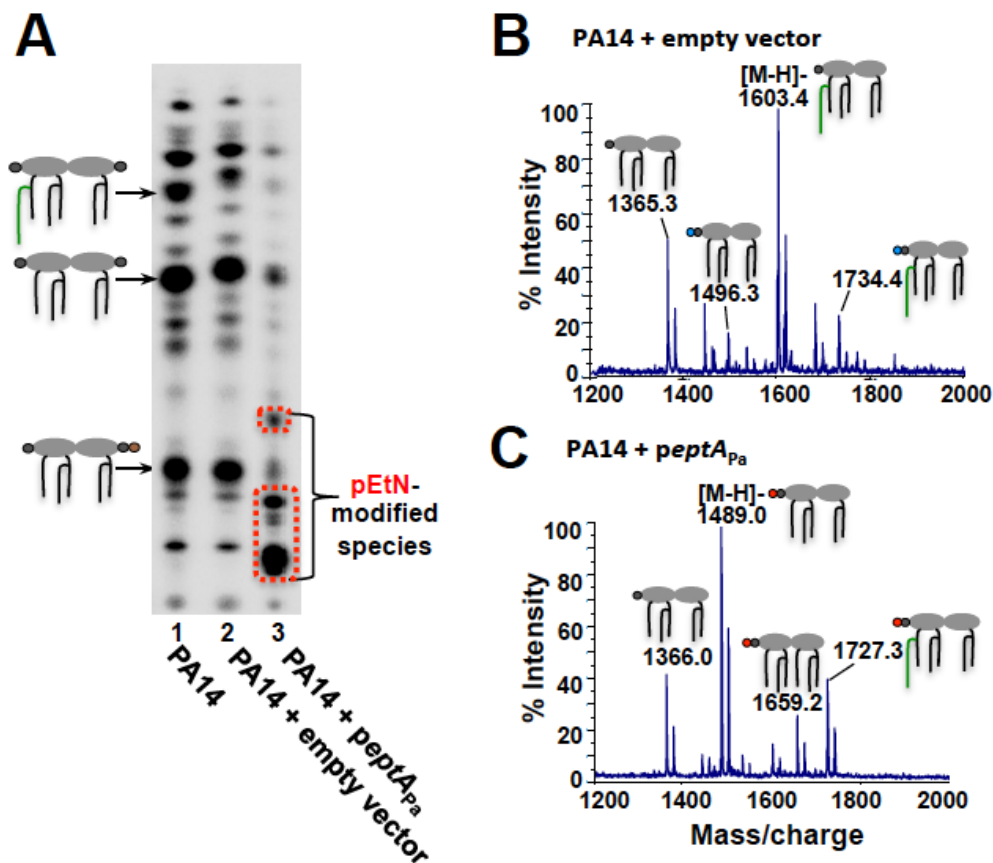 A
pEtN-
modified
species
1
2
3
PA14
PA14 + empty vector
PA14 + peptAPa
B
PA14 + empty vector
[M-H]-
1603.4
1365.3
1496.3
1734.4
% Intensity
100
80
60
40
20
0
1200 1400 1600 1800 2000
C
PA14 + peptAPa
[M-H]-
1489.0
1366.0
1659.2
1727.3
% Intensity
100
80
60
40
20
0
1200 1400 1600 1800 2000
Mass/charge